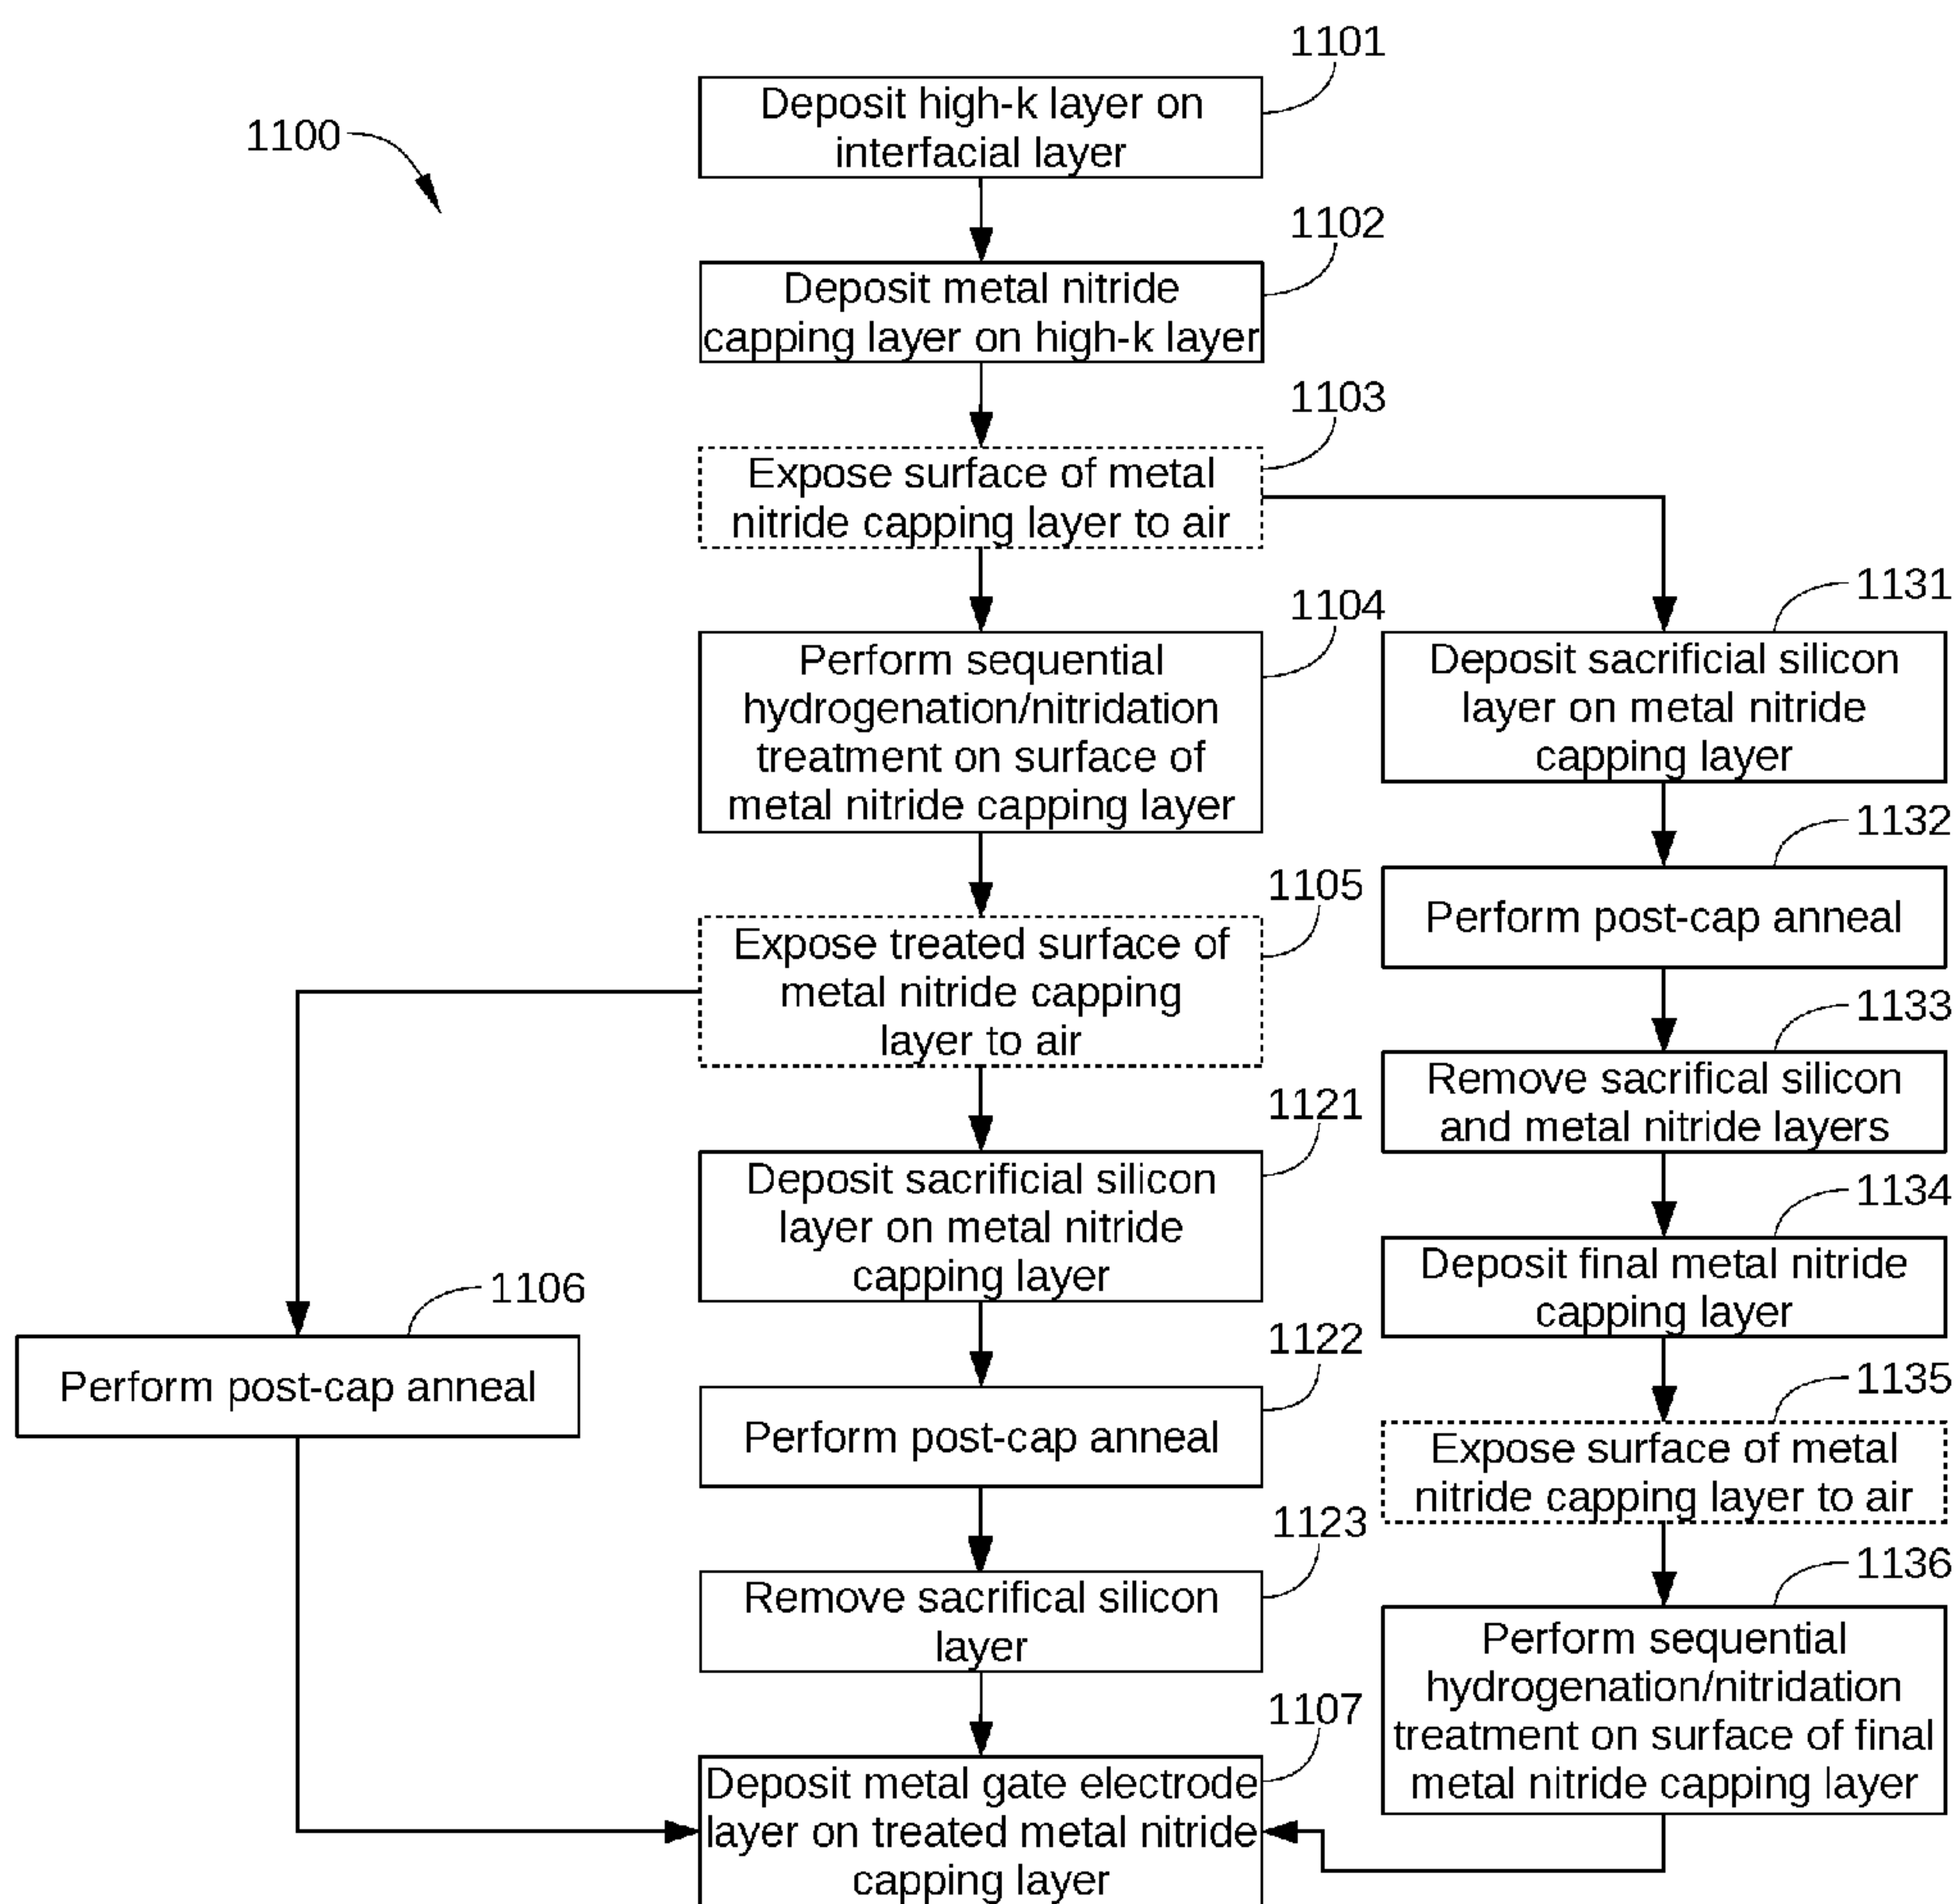 1100
1101
Deposit high-k layer on
interfacial layer
1102
Deposit metal nitride
capping layer on high-k layer
1103
Expose surface of metal
nitride capping layer to air
1104
Perform sequential
hydrogenation/nitridation
treatment on surface of
metal nitride capping layer
1105
Expose treated surface of
metal nitride capping
layer to air
1106
Perform post-cap anneal
1121
Deposit sacrificial silicon
layer on metal nitride
capping layer
1122
Perform post-cap anneal
1123
Remove sacrifical silicon
layer
1107
Deposit metal gate electrode
layer on treated metal nitride
capping layer
1131
Deposit sacrificial silicon
layer on metal nitride
capping layer
1132
Perform post-cap anneal
1133
Remove sacrifical silicon
and metal nitride layers
1134
Deposit final metal nitride
capping layer
1135
Expose surface of metal
nitride capping layer to air
1136
Perform sequential
hydrogenation/nitridation
treatment on surface of final
metal nitride capping layer